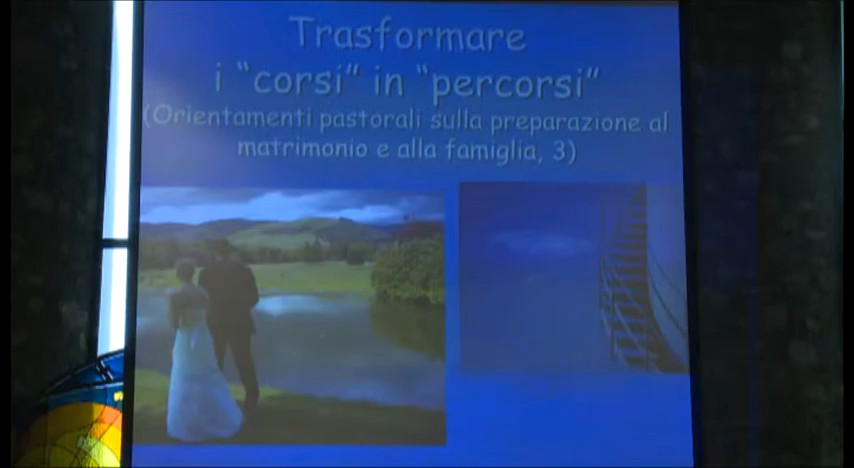 Trasformare
i “corsi” in “percorsi”
(Orientamenti pastorali sulla preparazione al
matrimonio e alla famiglia, 3)